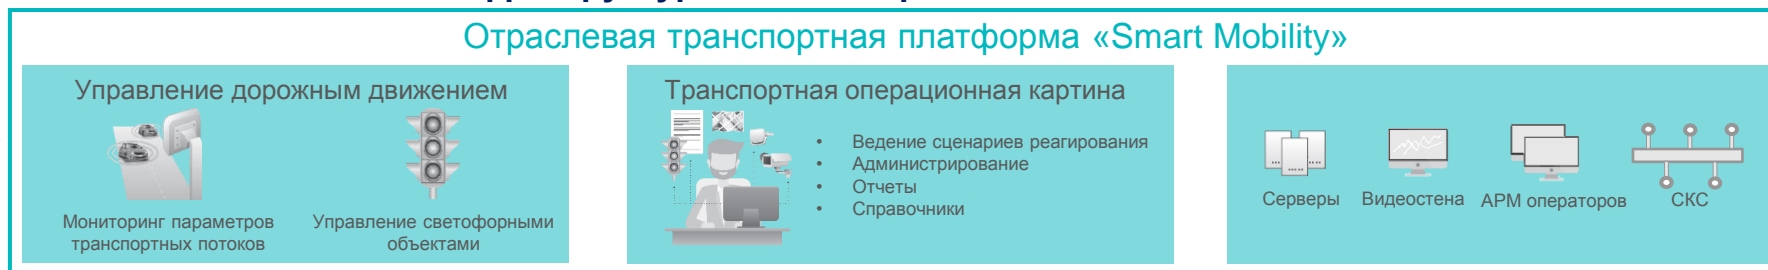 Отраслевая транспортная платформа «Smart Mobility»
Управление дорожным движением
Мониторинг параметров
транспортных потоков
Управление светофорными
объектами
Транспортная операционная картина
• Ведение сценариев реагирования
• Администрирование
• Отчеты
• Справочники
Серверы
Видеостена
АРМ операторов
СКС